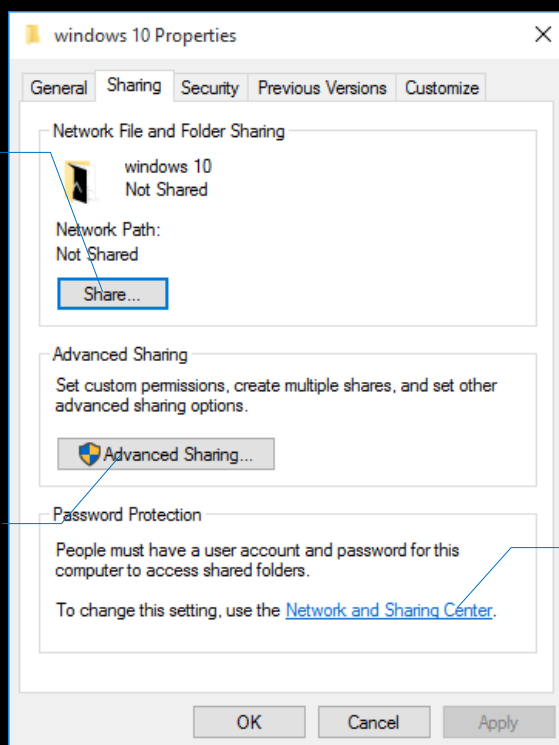 windows 10 Properties
General Sharing Security Previous Versions Customize
Network File and Folder Sharing
windows 10
Not Shared
Network Path:
Not Shared
Share...
Advanced Sharing
Set custom permissions, create multiple shares, and set other
advanced sharing options.
Advanced Sharing...
Password Protection
People must have a user account and password for this
computer to access shared folders.
To change this setting, use the Network and Sharing Center.
OK Cancel Apply